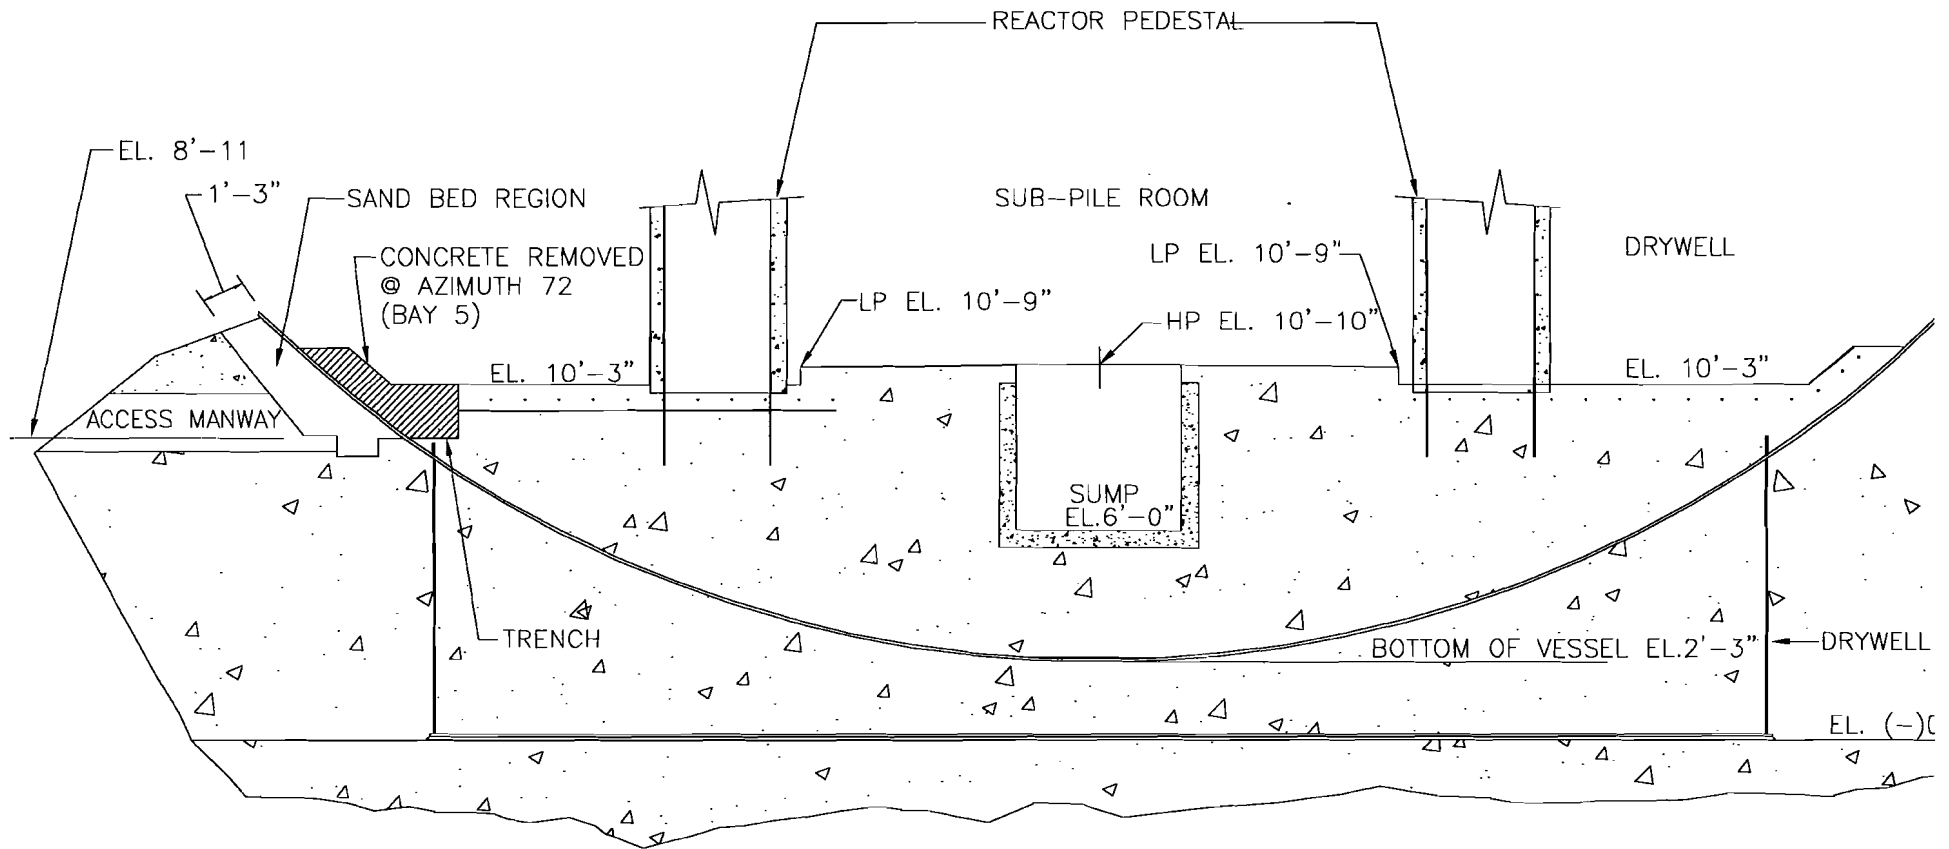 REACTOR PEDESTAL
EL. 8'-11
1'-3"
SAND BED REGION
SUB-PILE ROOM
CONCRETE REMOVED
@ AZIMUTH 72
(BAY 5)
LP EL. 10'-9"
DRYWELL
LP EL. 10'-9"
HP EL. 10'-10"
EL. 10'-3"
EL. 10'-3"
ACCESS MANWAY
SUMP
EL.6'-0"
TRENCH
BOTTOM OF VESSEL EL.2'-3"
DRYWELL
EL. (-)